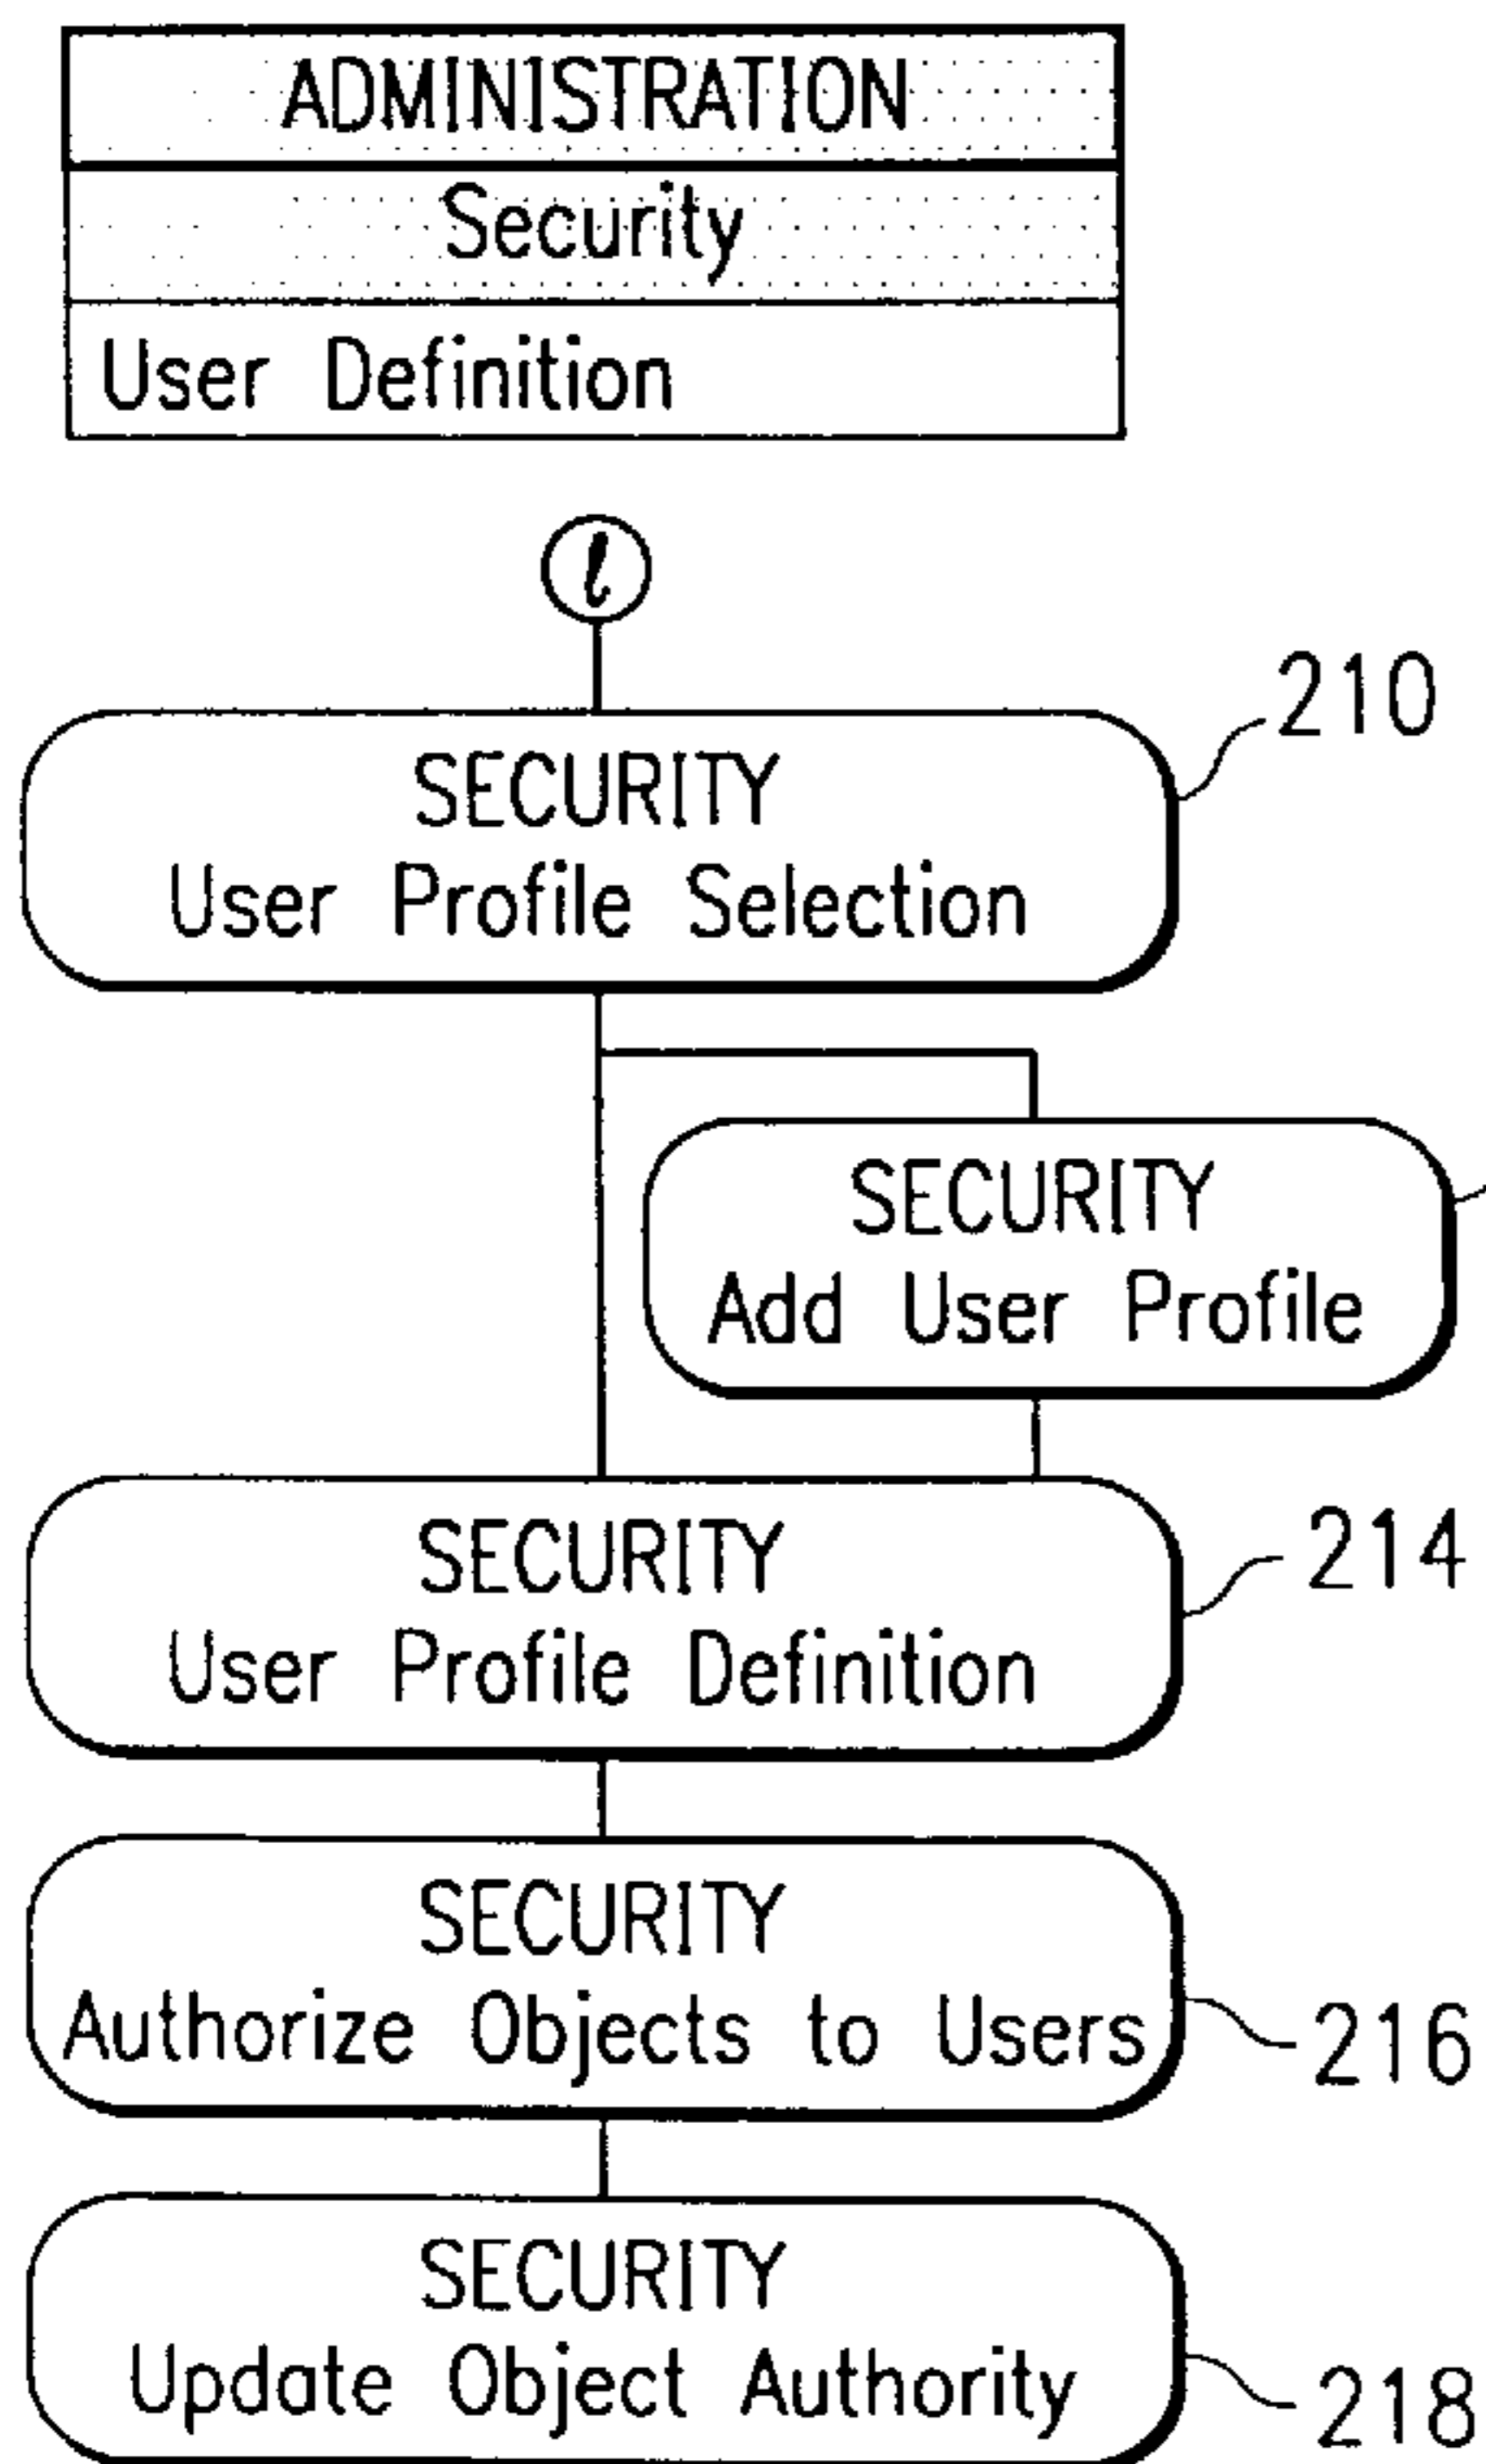 ADMINISTRATION
Security
User Definition
l
210
SECURITY
User Profile Selection
SECURITY
Add User Profile
SECURITY
User Profile Definition
214
SECURITY
Authorize Objects to Users
216
SECURITY
Update Object Authority
218